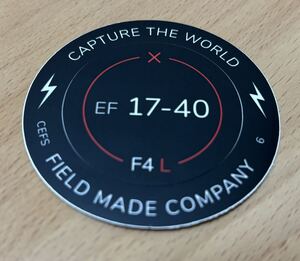 CAPTURE THE WORLD
EF 17-40
F4 L
CEFS
FIELD MADE COMPANY
6